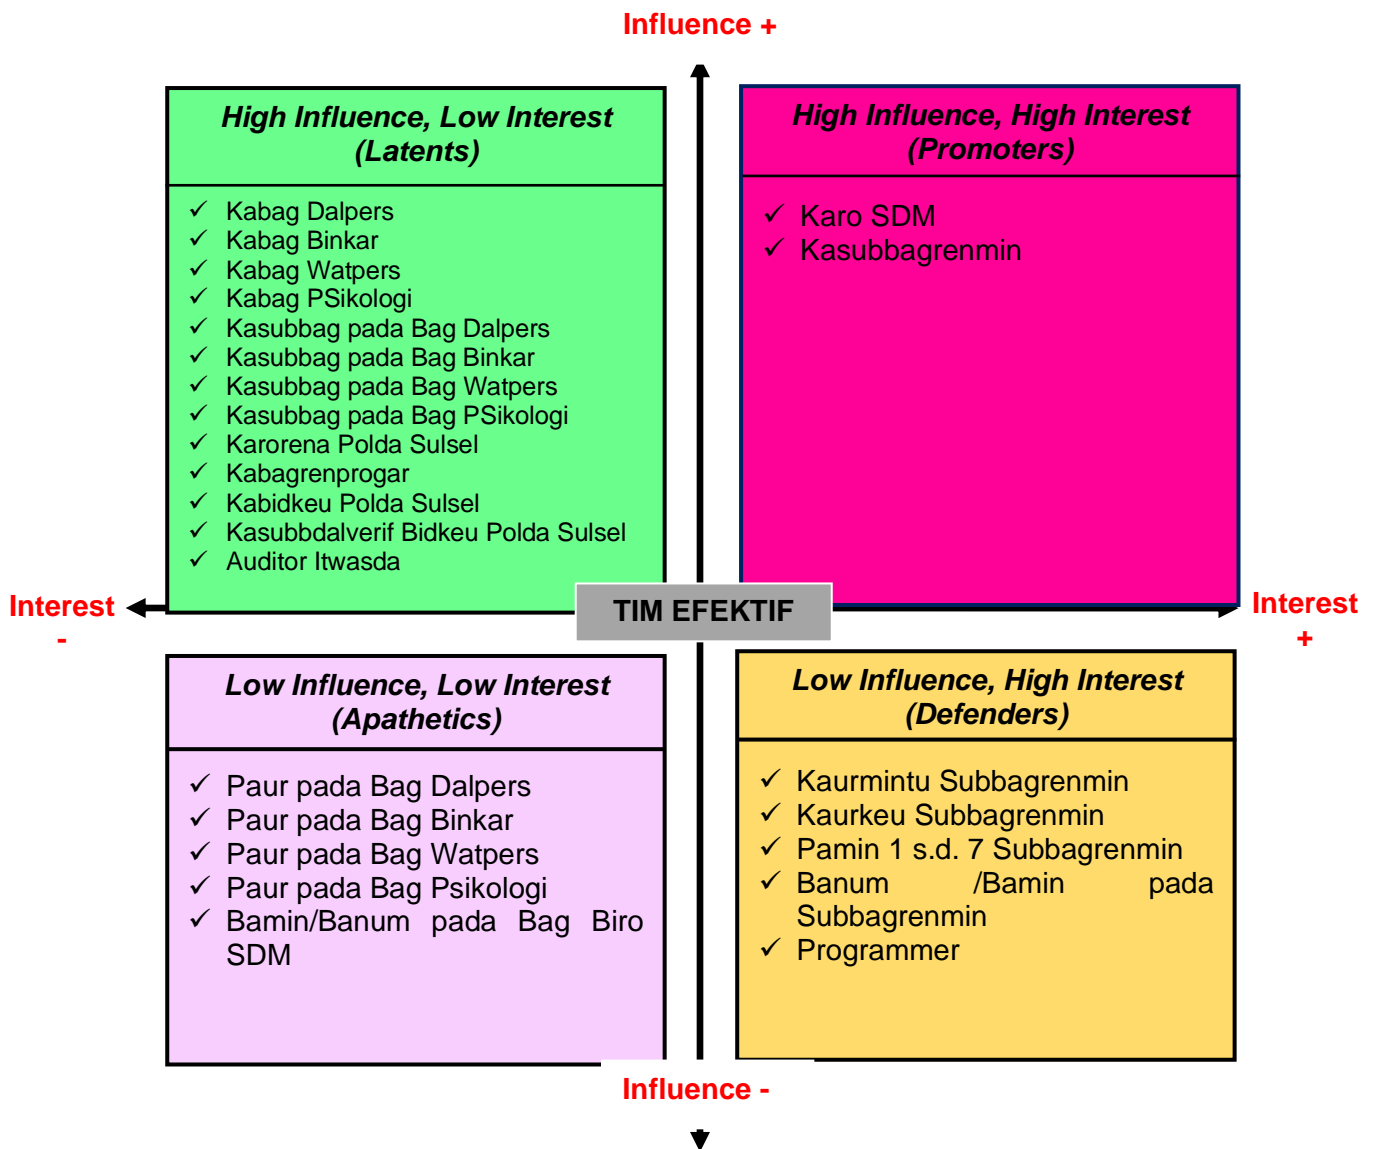 Influence +
High Influence, Low Interest
(Latents)
✓ Kabag Dalpers
✓ Kabag Binkar
✓ Kabag Watpers
✓ Kabag PSikologi
✓ Kasubbag pada Bag Dalpers
✓ Kasubbag pada Bag Binkar
✓ Kasubbag pada Bag Watpers
✓ Kasubbag pada Bag PSikologi
✓ Karorena Polda Sulsel
✓ Kabagrenprogar
✓ Kabidkeu Polda Sulsel
✓ Kasubbdalverif Bidkeu Polda Sulsel
✓ Auditor Itwasda
High Influence, High Interest
(Promoters)
✓ Karo SDM
✓ Kasubbagrenmin
Interest
-
TIM EFEKTIF
Interest
+
Low Influence, Low Interest
(Apathetics)
✓ Paur pada Bag Dalpers
✓ Paur pada Bag Binkar
✓ Paur pada Bag Watpers
✓ Paur pada Bag Psikologi
✓ Bamin/Banum pada Bag Biro
SDM
Low Influence, High Interest
(Defenders)
✓ Kaurmintu Subbagrenmin
✓ Kaurkeu Subbagrenmin
✓ Pamin 1 s.d. 7 Subbagrenmin
✓ Banum /Bamin pada
Subbagrenmin
✓ Programmer
Influence -